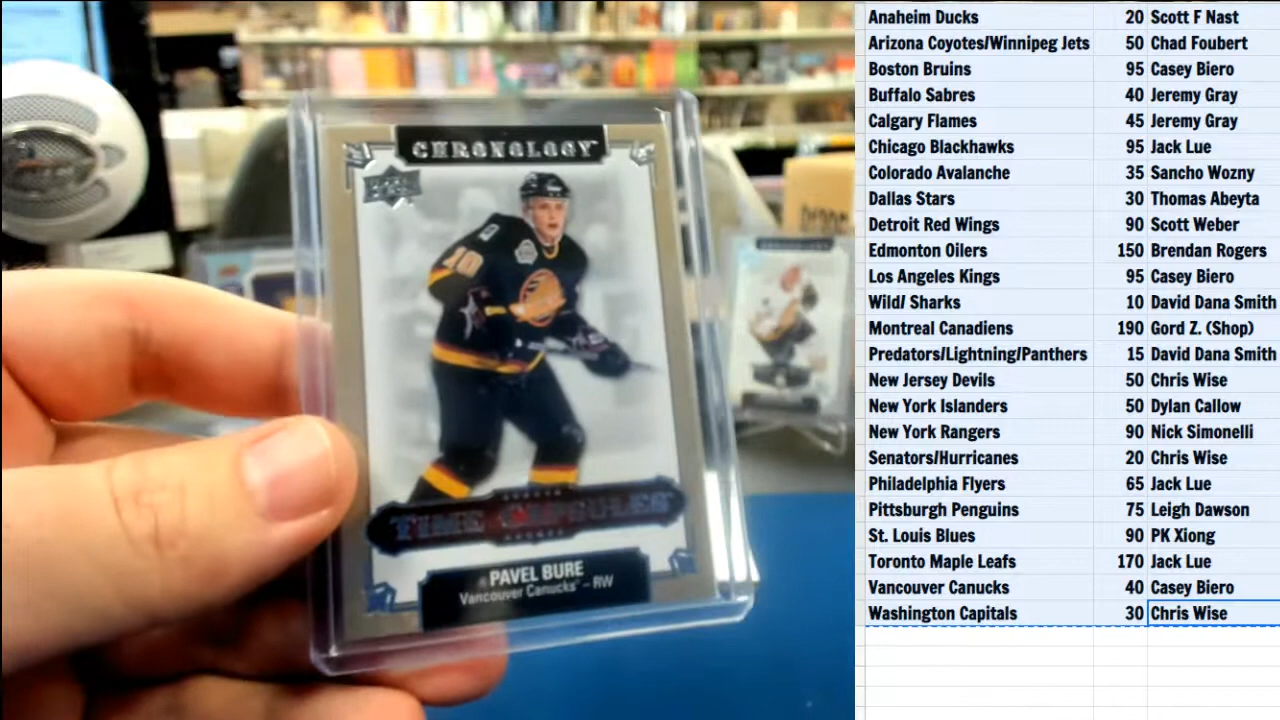 CHRONOLOGY
UPPER DECK
10
TIME CAPSULES
PAVEL BURE
Vancouver Canucks - RW
Anaheim Ducks 20 Scott F Nast
Arizona Coyotes/Winnipeg Jets 50 Chad Foubert
Boston Bruins 95 Casey Biero
Buffalo Sabres 40 Jeremy Gray
Calgary Flames 45 Jeremy Gray
Chicago Blackhawks 95 Jack Lue
Colorado Avalanche 35 Sancho Wozny
Dallas Stars 30 Thomas Abeyta
Detroit Red Wings 90 Scott Weber
Edmonton Oilers 150 Brendan Rogers
Los Angeles Kings 95 Casey Biero
Wild/ Sharks 10 David Dana Smith
Montreal Canadiens 190 Gord Z. (Shop)
Predators/Lightning/Panthers 15 David Dana Smith
New Jersey Devils 50 Chris Wise
New York Islanders 50 Dylan Callow
New York Rangers 90 Nick Simonelli
Senators/Hurricanes 20 Chris Wise
Philadelphia Flyers 65 Jack Lue
Pittsburgh Penguins 75 Leigh Dawson
St. Louis Blues 90 PK Xiong
Toronto Maple Leafs 170 Jack Lue
Vancouver Canucks 40 Casey Biero
Washington Capitals 30 Chris Wise